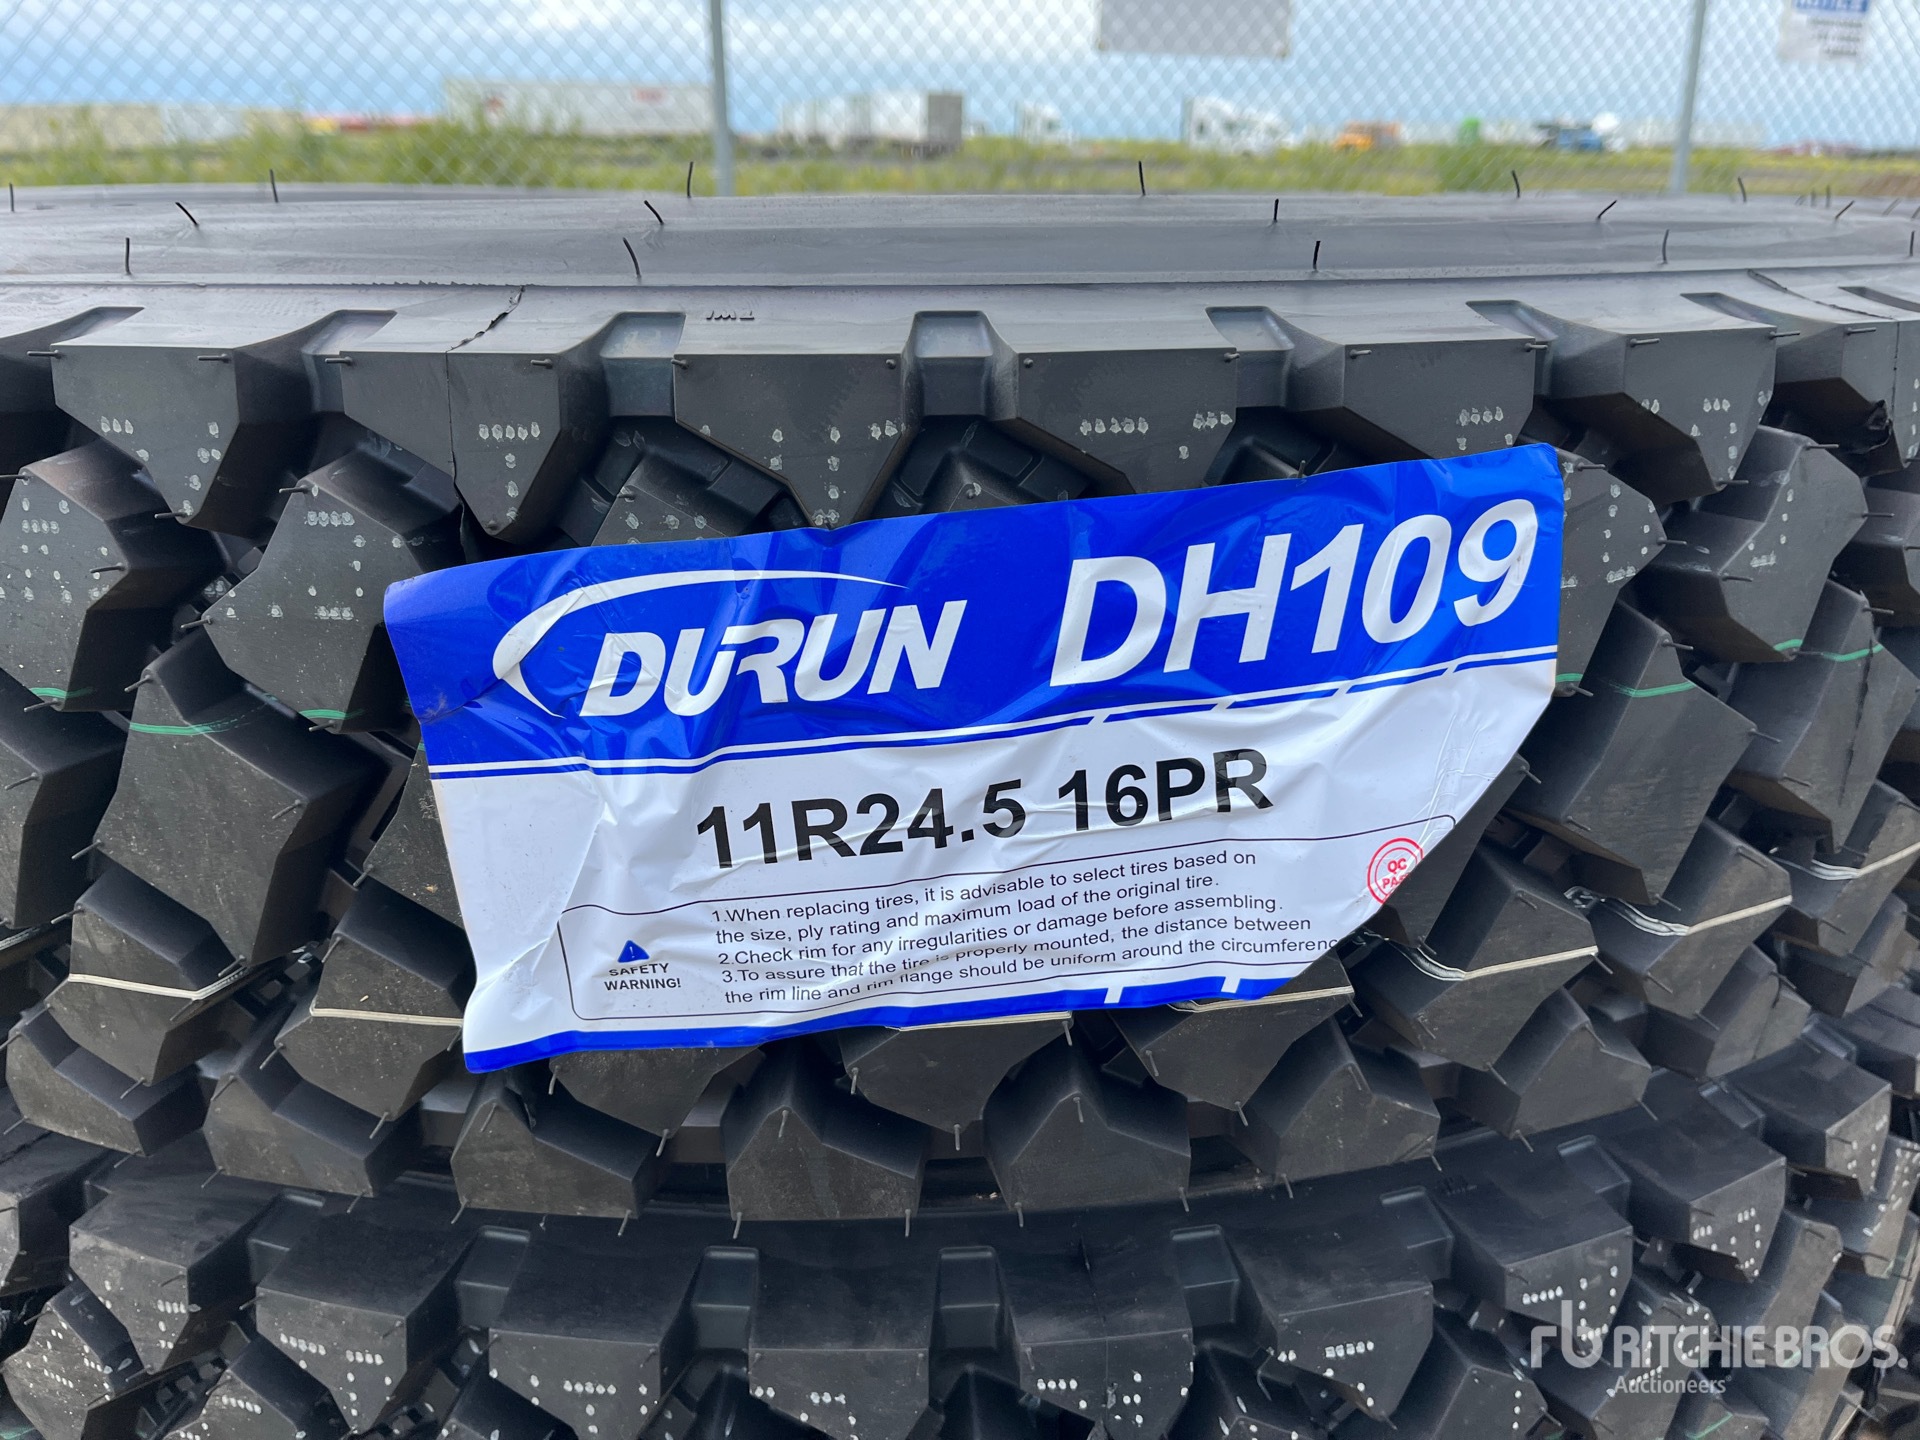 DURUN DH109
11R24.5 16PR
SAFETY
WARNING!
1.When replacing tires, it is advisable to select tires based on
the size, ply rating and maximum load of the original tire.
2.Check rim for any irregularities or damage before assembling.
3.To assure that the tire is properly mounted, the distance between
the rim line and rim flange should be uniform around the circumferenc
QC
TWI
rb RITCHIE BROS.
Auctioneers